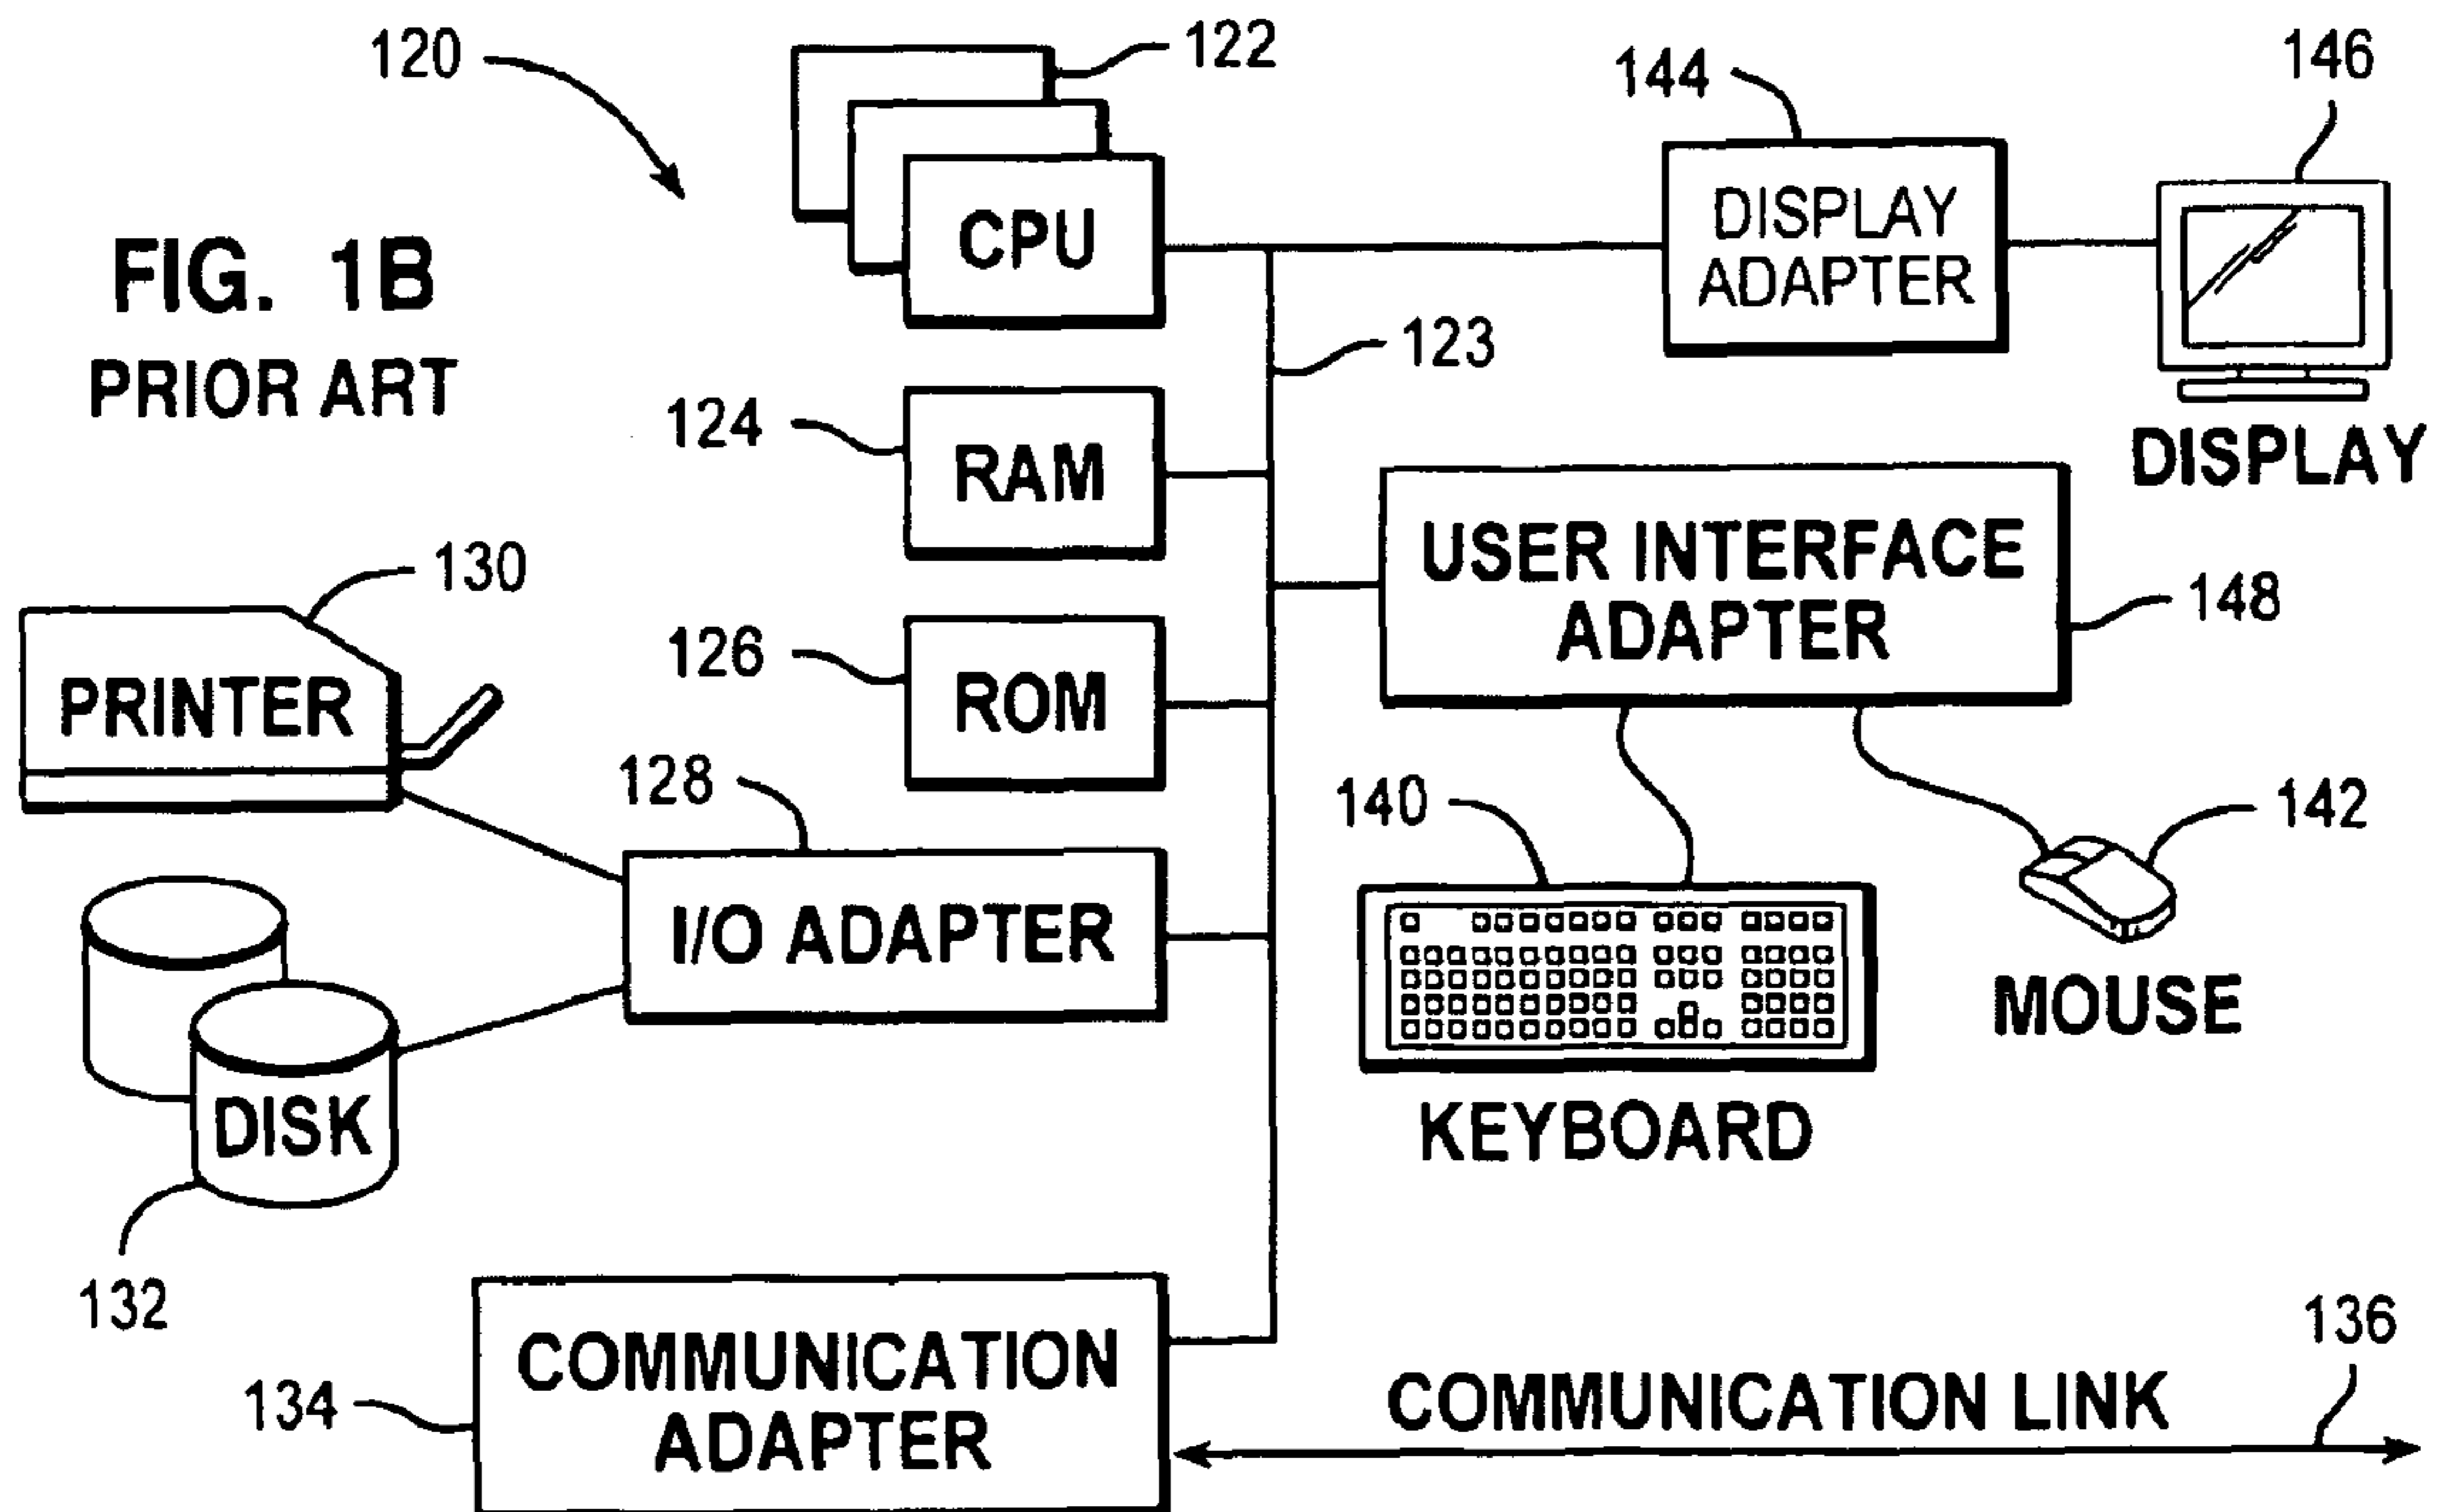 120
122
144
146
FIG. 1B
PRIOR ART
CPU
DISPLAY
ADAPTER
123
DISPLAY
124
RAM
USER INTERFACE
ADAPTER
148
130
PRINTER
126
ROM
128
140
142
I/O ADAPTER
MOUSE
DISK
KEYBOARD
132
COMMUNICATION
ADAPTER
134
COMMUNICATION LINK
136